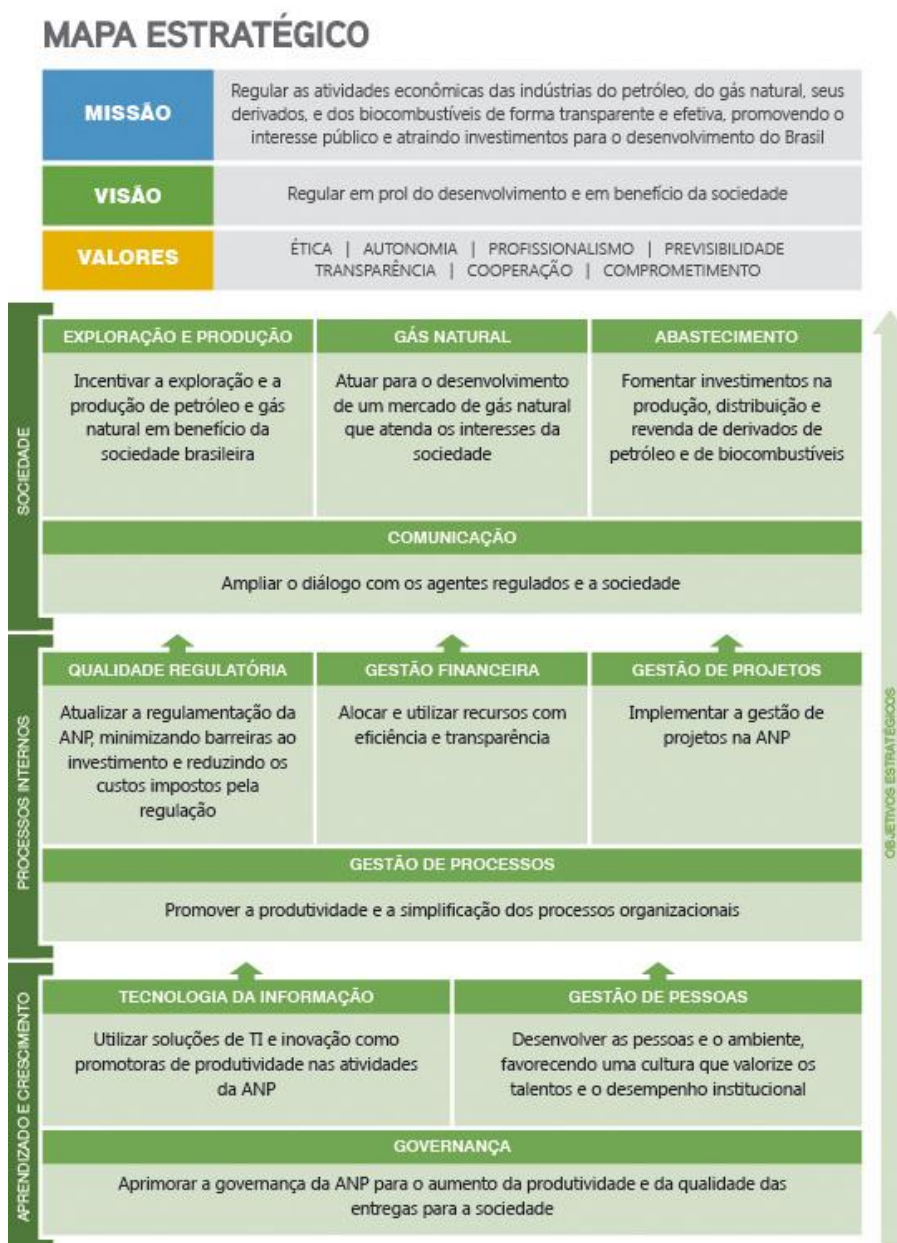 MAPA ESTRATÉGICO
MISSÃO
Regular as atividades econômicas das indústrias do petróleo, do gás natural, seus
derivados, e dos biocombustíveis de forma transparente e efetiva, promovendo o
interesse público e atraindo investimentos para o desenvolvimento do Brasil
VISÃO
Regular em prol do desenvolvimento e em benefício da sociedade
VALORES
ÉTICA | AUTONOMIA | PROFISSIONALISMO | PREVISIBILIDADE
TRANSPARÊNCIA | COOPERAÇÃO | COMPROMETIMENTO
SOCIEDADE
EXPLORAÇÃO E PRODUÇÃO
Incentivar a exploração e a
produção de petróleo e gás
natural em benefício da
sociedade brasileira
GÁS NATURAL
Atuar para o desenvolvimento
de um mercado de gás natural
que atenda os interesses da
sociedade
ABASTECIMENTO
Fomentar investimentos na
produção, distribuição e
revenda de derivados de
petróleo e de biocombustíveis
COMUNICAÇÃO
Ampliar o diálogo com os agentes regulados e a sociedade
PROCESSOS INTERNOS
QUALIDADE REGULATÓRIA
Atualizar a regulamentação da
ANP, minimizando barreiras ao
investimento e reduzindo os
custos impostos pela
regulação
GESTÃO FINANCEIRA
Alocar e utilizar recursos com
eficiência e transparência
GESTÃO DE PROJETOS
Implementar a gestão de
projetos na ANP
GESTÃO DE PROCESSOS
Promover a produtividade e a simplificação dos processos organizacionais
APRENDIZADO E CRESCIMENTO
TECNOLOGIA DA INFORMAÇÃO
Utilizar soluções de TI e inovação como
promotoras de produtividade nas atividades
da ANP
GESTÃO DE PESSOAS
Desenvolver as pessoas e o ambiente,
favorecendo uma cultura que valorize os
talentos e o desempenho institucional
GOVERNANÇA
Aprimorar a governança da ANP para o aumento da produtividade e da qualidade das
entregas para a sociedade
OBJETIVOS ESTRATÉGICOS